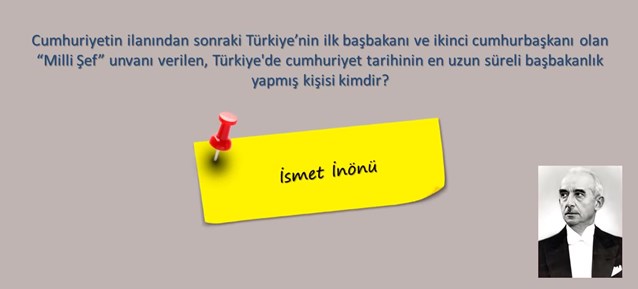 Cumhuriyetin ilanından sonraki Türkiye’nin ilk başbakanı ve ikinci cumhurbaşkanı olan
“Milli Şef” unvanı verilen, Türkiye'de cumhuriyet tarihinin en uzun süreli başbakanlık
yapmış kişisi kimdir?
İsmet İnönü